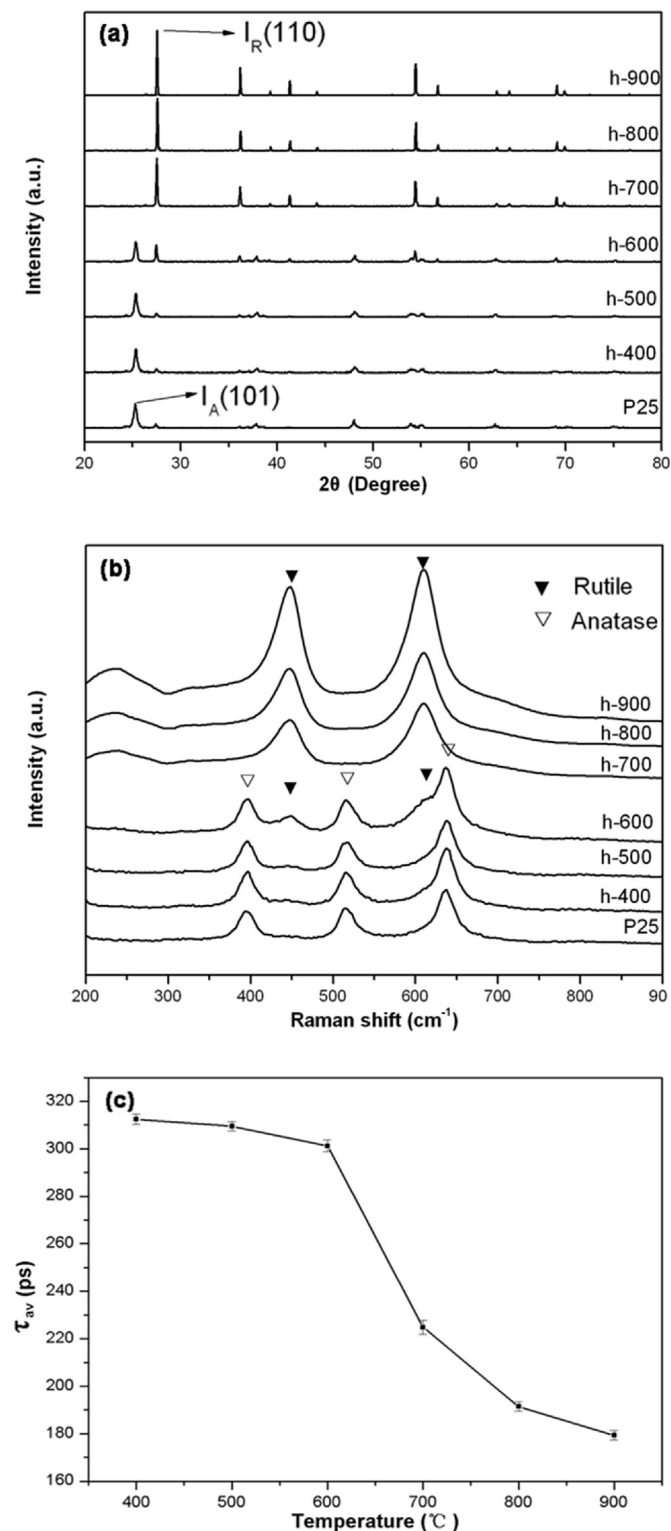 (a)
I_R(110)
h-900
h-800
h-700
h-600
h-500
h-400
I_A(101)
P25
Intensity (a.u.)
20 30 40 50 60 70 80
2θ (Degree)
(b)
▼ Rutile
▽ Anatase
h-900
h-800
h-700
h-600
h-500
h-400
P25
Intensity (a.u.)
200 300 400 500 600 700 800 90
Raman shift (cm⁻¹)
(c)
320
300
280
260
240
220
200
180
160
τ_av (ps)
400 500 600 700 800 900
Temperature (℃)